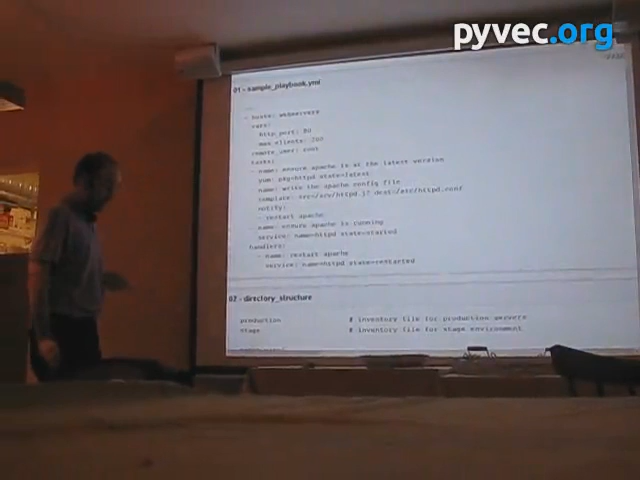 pyvec.org
01 - sample_playbook.yml
---
- hosts: webservers
vars:
http_port: 80
max_clients: 200
remote_user: root
tasks:
- name: ensure apache is at the latest version
yum: pkg=httpd state=latest
- name: write the apache config file
template: src=/srv/httpd.j2 dest=/etc/httpd.conf
notify:
- restart apache
- name: ensure apache is running
service: name=httpd state=started
handlers:
- name: restart apache
service: name=httpd state=restarted
02 - directory_structure
production # inventory file for production servers
stage # inventory file for stage environment